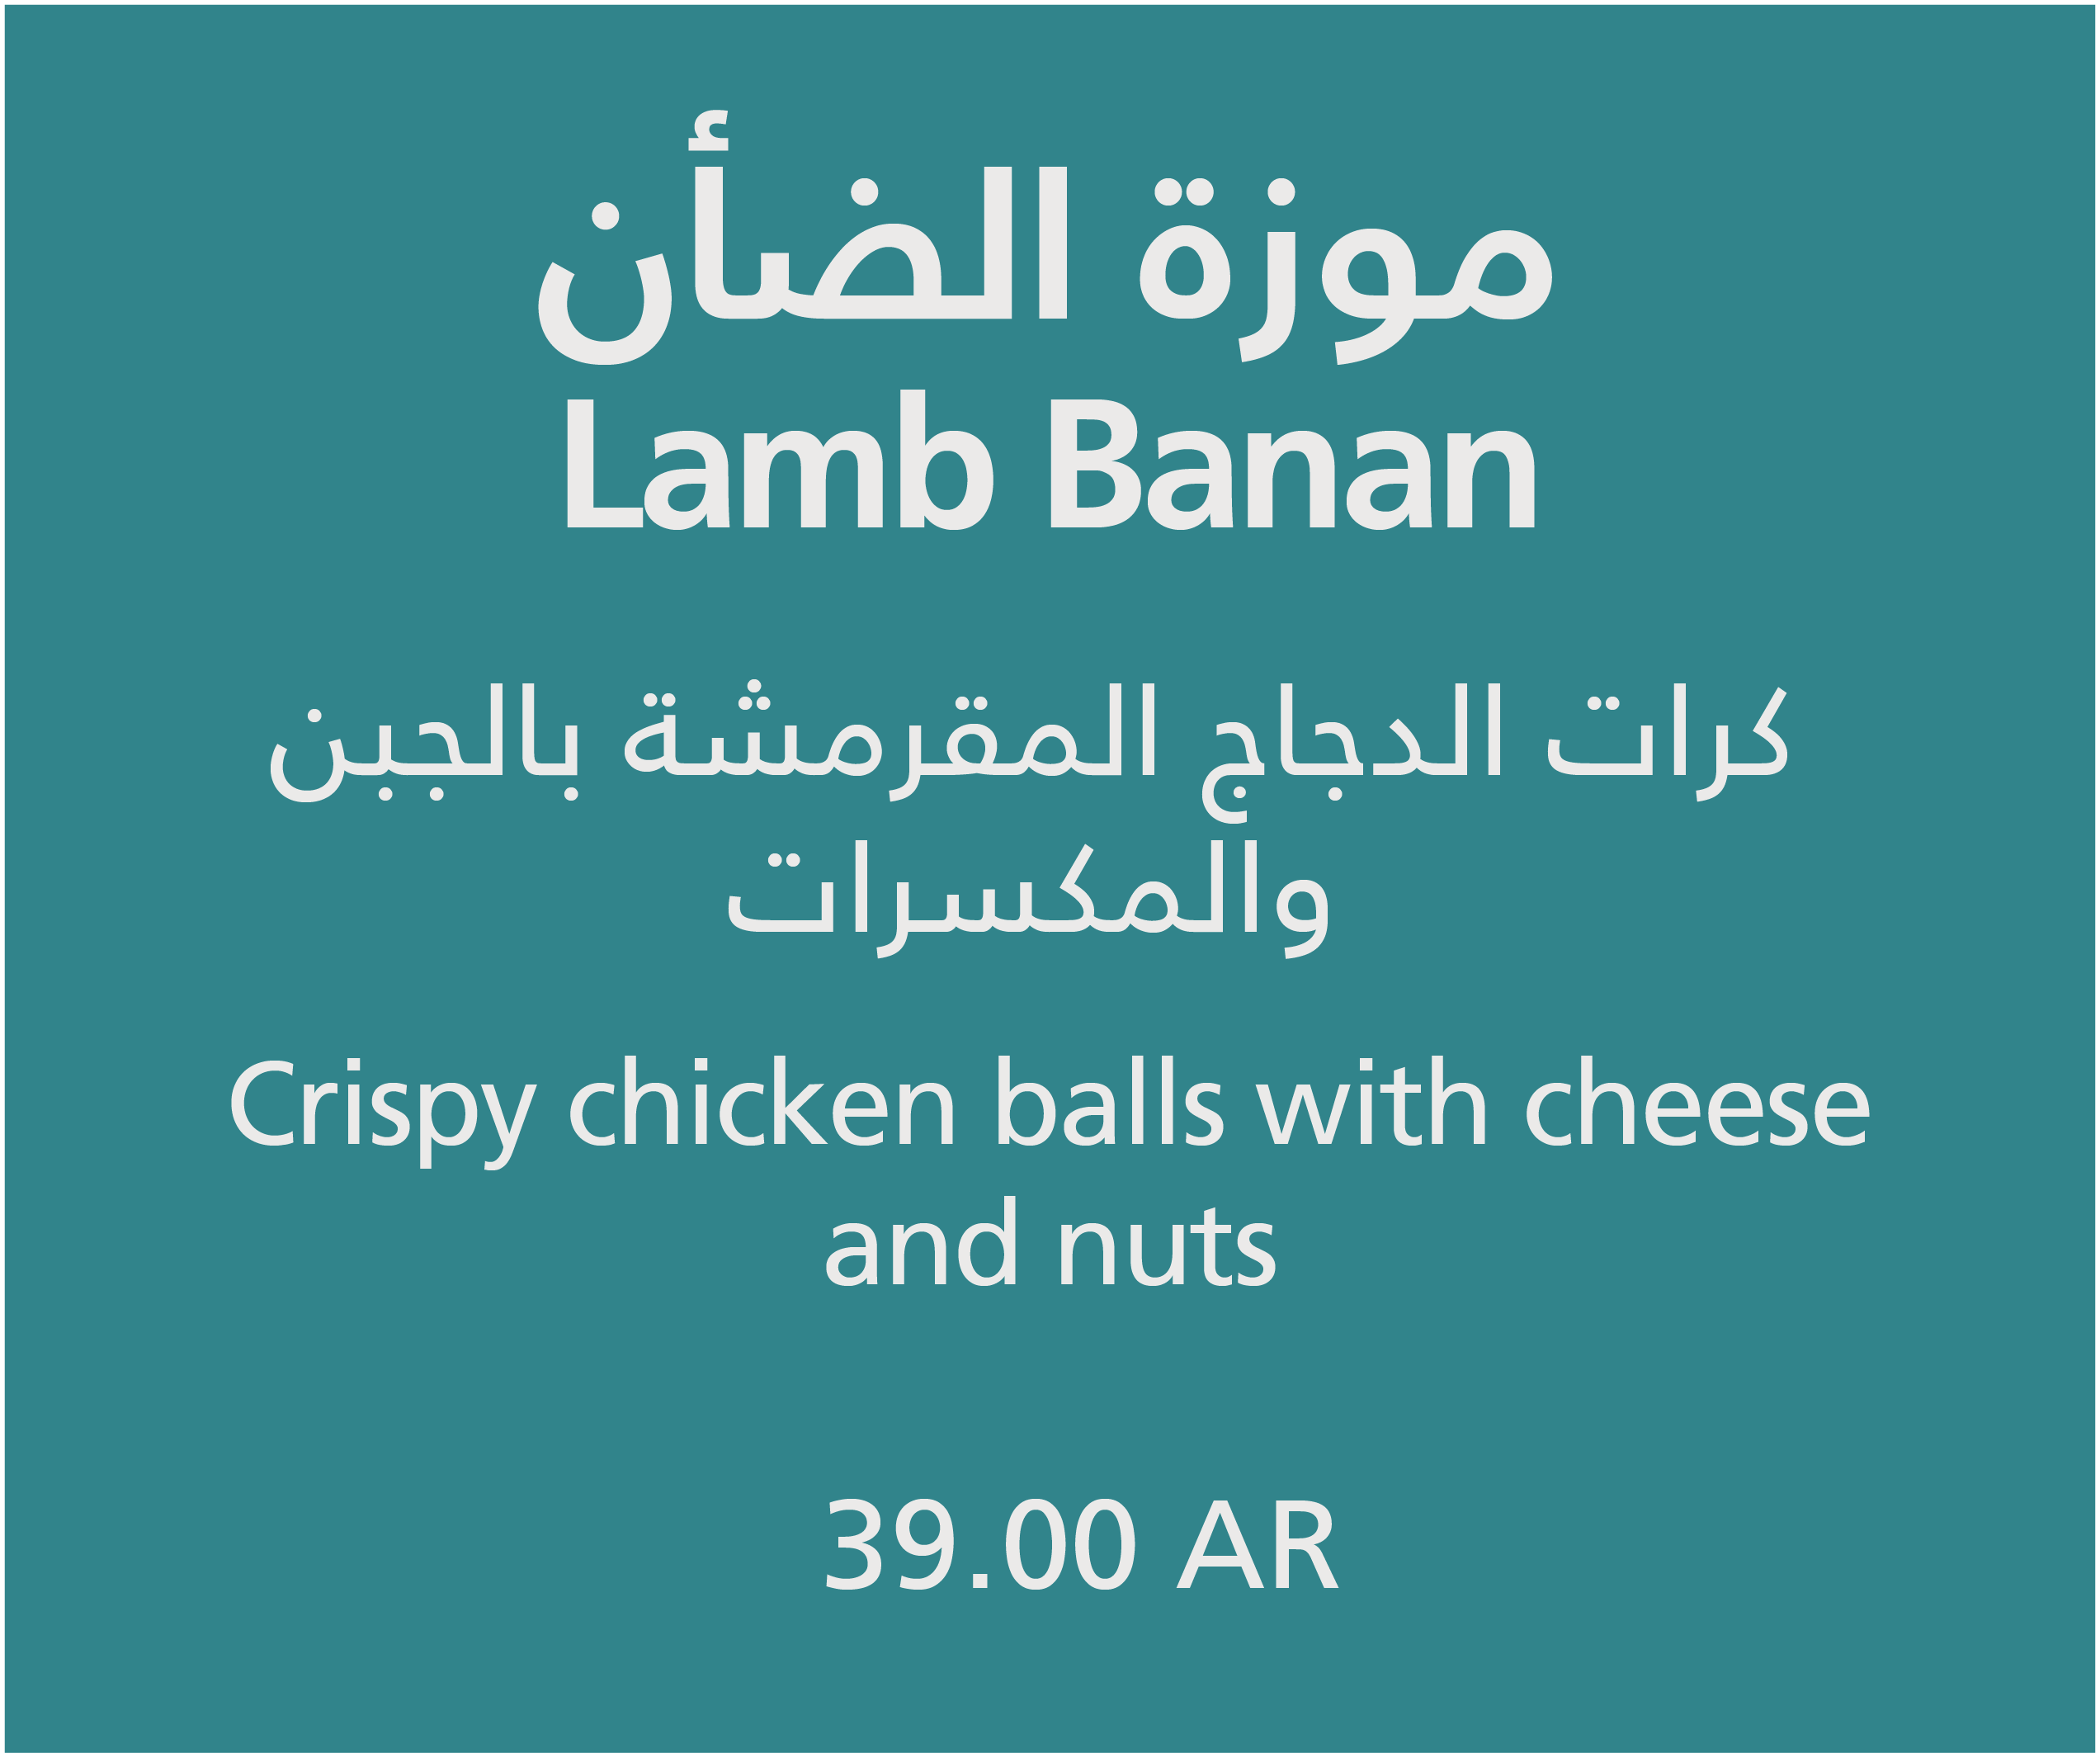 موزة الضأن
Lamb Banan
كرات الدجاج المقرمشة بالجبن
والمكسرات
Crispy chicken balls with cheese
and nuts
39.00 AR